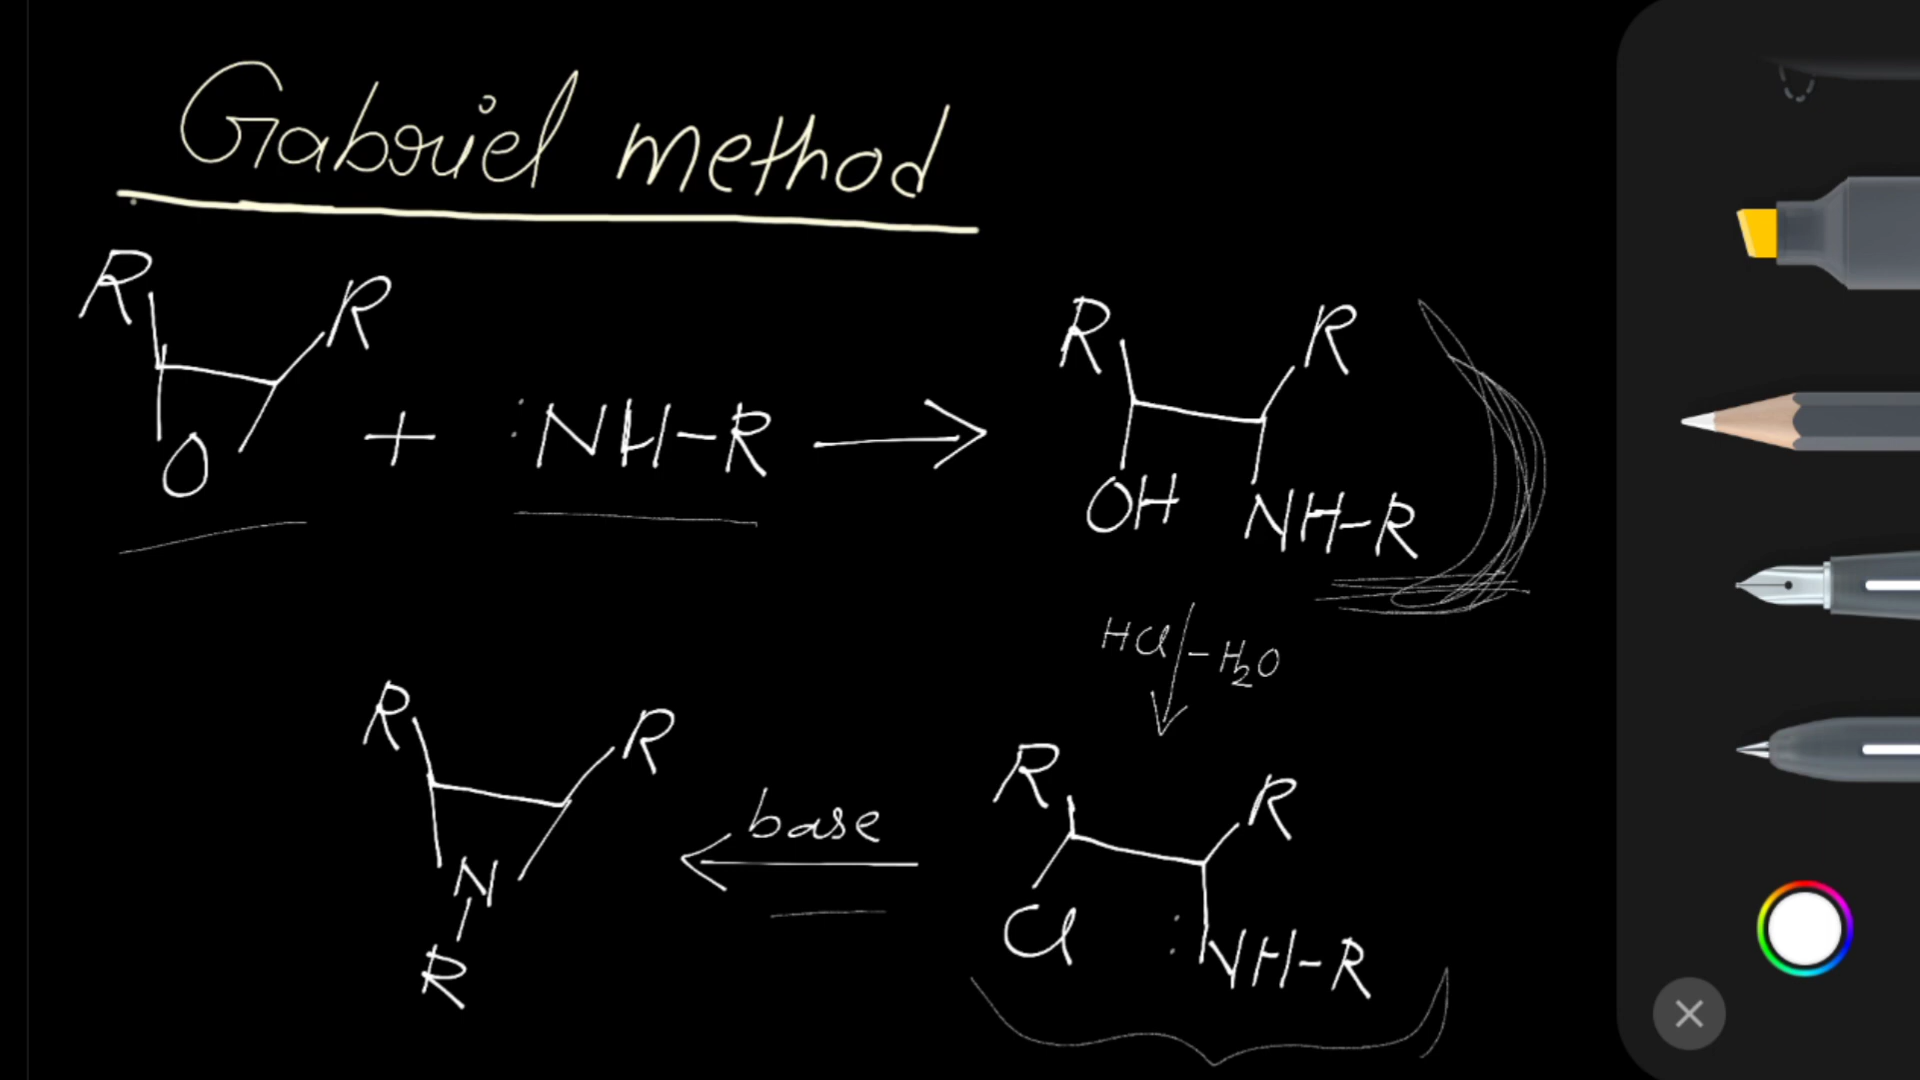 Gabriel method
R R
O + :NH-R → R R
OH NH-R
HCl/-H₂O
R R
N
R
← base
R R
Cl :NH-R